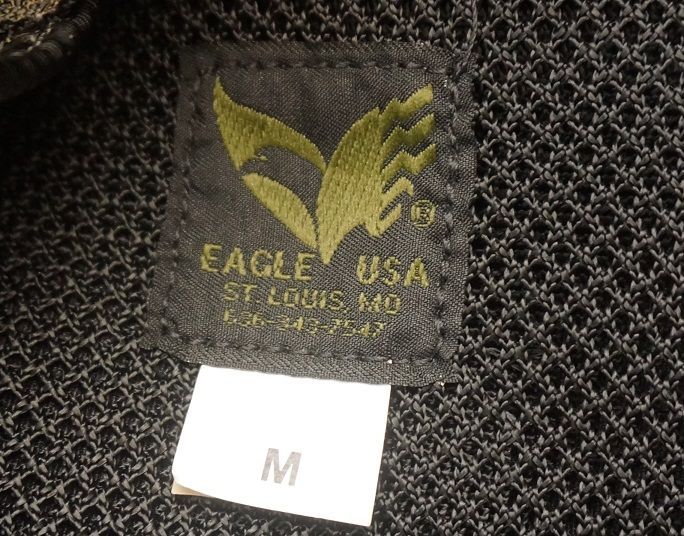 ®
EAGLE USA
ST. LOUIS, MO
636-343-7547
M